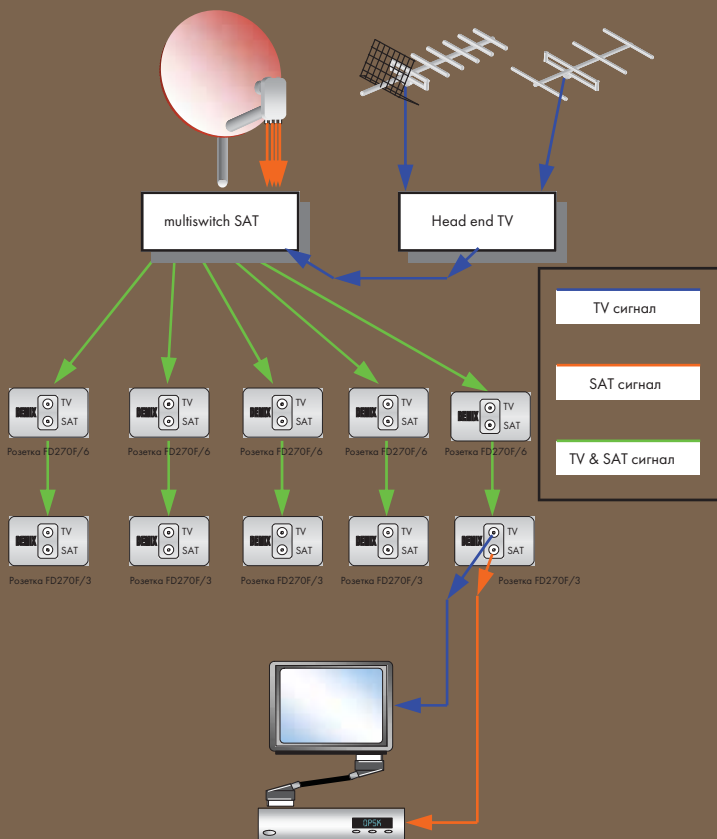 multiswitch SAT
Head end TV
TV сигнал
SAT сигнал
TV & SAT сигнал
TV
SAT
TV
SAT
TV
SAT
TV
SAT
TV
SAT
Розетка FD270F/6
Розетка FD270F/6
Розетка FD270F/6
Розетка FD270F/6
Розетка FD270F/6
TV
SAT
TV
SAT
TV
SAT
TV
SAT
TV
SAT
Розетка FD270F/3
Розетка FD270F/3
Розетка FD270F/3
Розетка FD270F/3
Розетка FD270F/3
QPSK